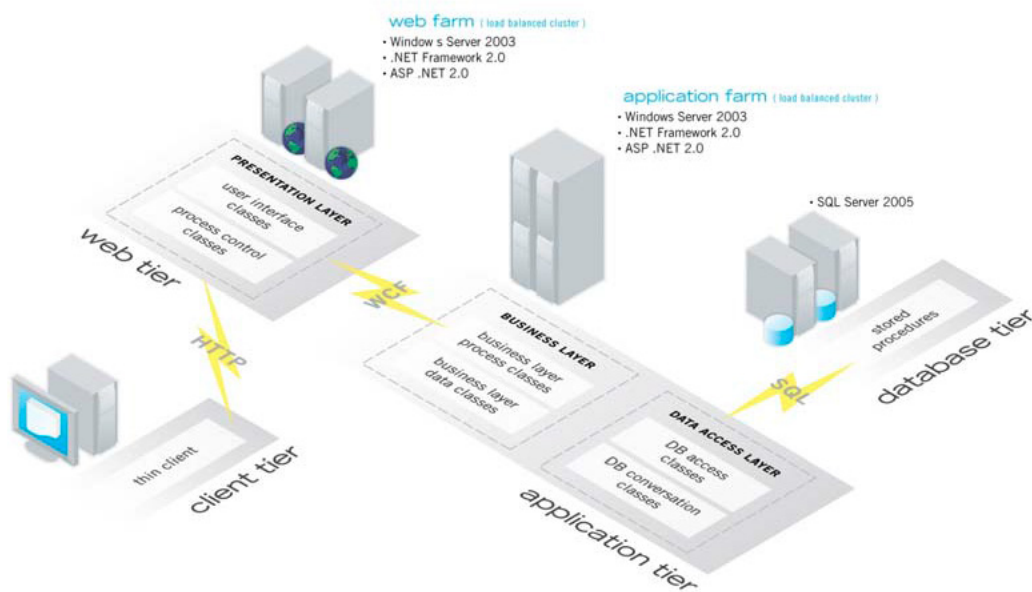 web farm ( load balanced cluster )
• Window s Server 2003
• .NET Framework 2.0
• ASP .NET 2.0
application farm ( load balanced cluster )
• Windows Server 2003
• .NET Framework 2.0
• ASP .NET 2.0
• SQL Server 2005
PRESENTATION LAYER
user interface
classes
process control
classes
web tier
WCF
HTTP
BUSINESS LAYER
business layer
process classes
business layer
data classes
stored
procedures
database tier
SQL
DATA ACCESS LAYER
DB access
classes
DB conversation
classes
application tier
thin client
client tier